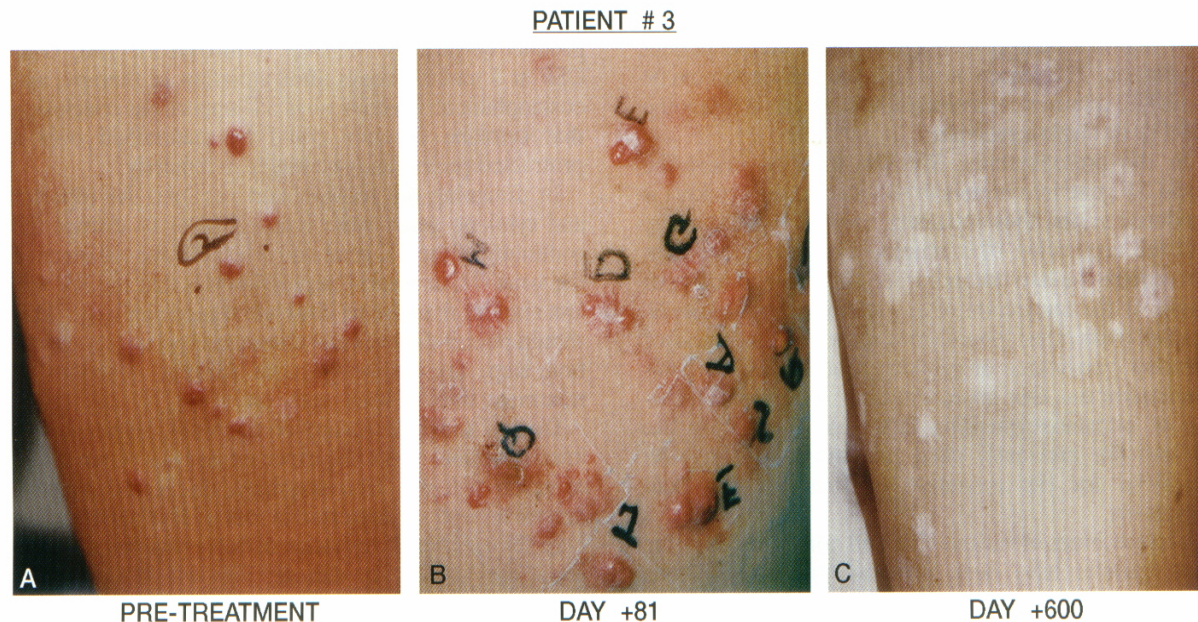 PATIENT # 3
E
C
D
A
A
B
C
PRE-TREATMENT
DAY +81
DAY +600